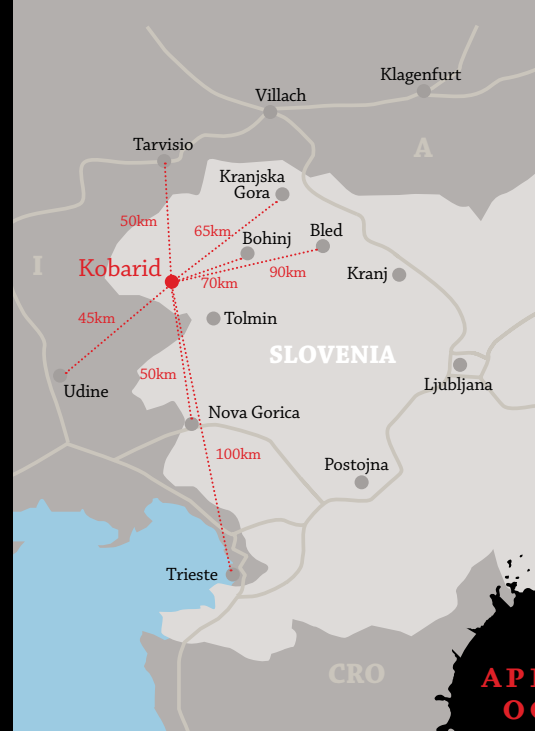 Klagenfurt
Villach
A
Tarvisio
Kranjska
Gora
50km
65km
Bohinj
Bled
I
Kobarid
90km
Kranj
70km
45km
Tolmin
SLOVENIA
50km
Udine
Ljubljana
Nova Gorica
100km
Postojna
Trieste
CRO